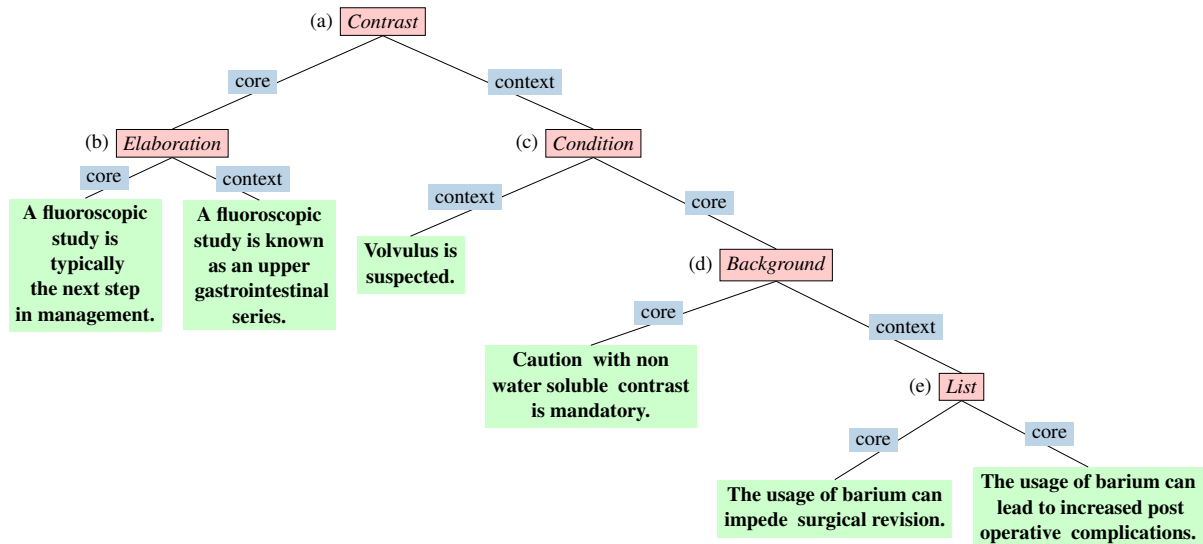 (a) Contrast
core
context
(b) Elaboration
(c) Condition
core
context
context
core
A fluoroscopic
study is
typically
the next step
in management.
A fluoroscopic
study is known
as an upper
gastrointestinal
series.
Volvulus is
suspected.
(d) Background
core
context
Caution with non
water soluble contrast
is mandatory.
(e) List
core
core
The usage of barium can
impede surgical revision.
The usage of barium can
lead to increased post
operative complications.